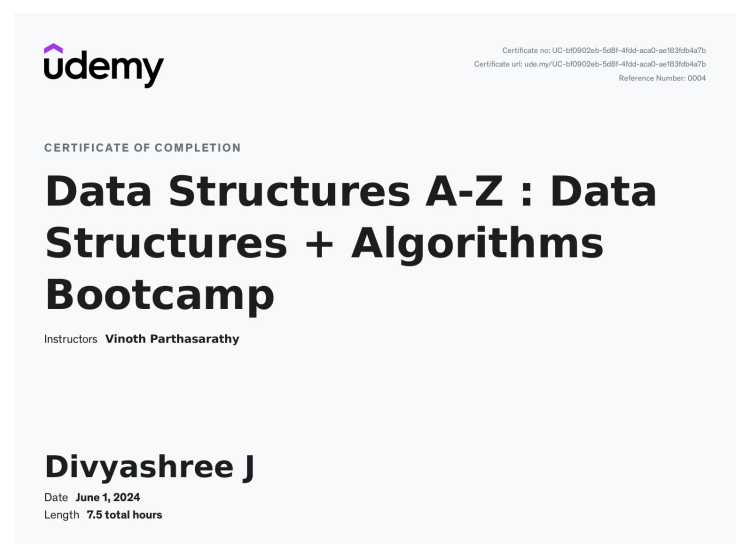 udemy
Certificate no: UC-bf0902eb-5d8f-4fdd-aca0-ae183fdb4a7b
Certificate url: ude.my/UC-bf0902eb-5d8f-4fdd-aca0-ae183fdb4a7b
Reference Number: 0004
CERTIFICATE OF COMPLETION
Data Structures A-Z : Data
Structures + Algorithms
Bootcamp
Instructors Vinoth Parthasarathy
Divyashree J
Date June 1, 2024
Length 7.5 total hours